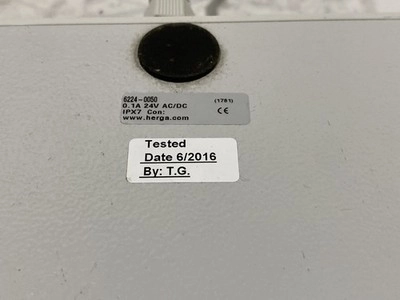 6224-0050 (1761)
0.1A 24V AC/DC
IPX7 Con: CE
www.herga.com
Tested
Date 6/2016
By: T.G.